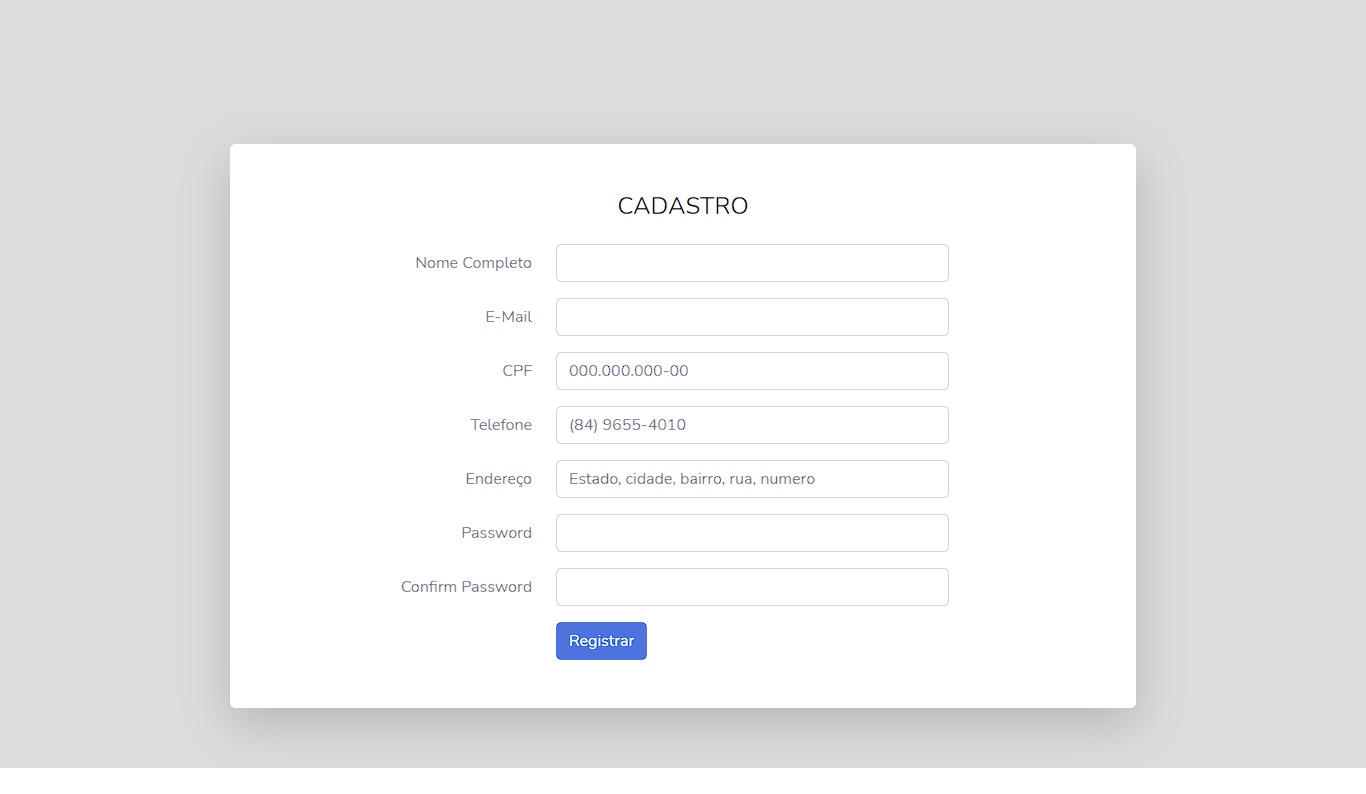 CADASTRO
Nome Completo
E-Mail
CPF 000.000.000-00
Telefone (84) 9655-4010
Endereço Estado, cidade, bairro, rua, numero
Password
Confirm Password
Registrar